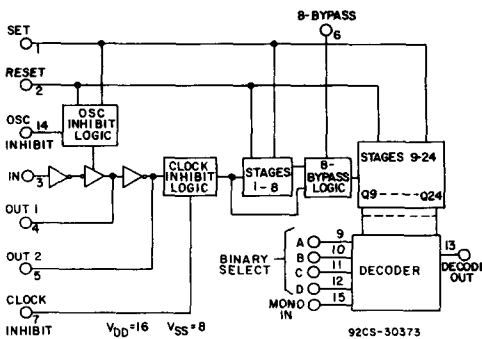 8-BYPASS
6
SET
1
RESET
2
OSC
INHIBIT
14
OSC
INHIBIT
LOGIC
IN
3
CLOCK
INHIBIT
LOGIC
STAGES
1-8
8-
BYPASS
LOGIC
STAGES 9-24
Q9 ----- Q24
OUT 1
4
OUT 2
5
CLOCK
7
INHIBIT
VDD=16 VSS=8
BINARY
SELECT
A 9
B 10
C 11
D 12
MONO
IN
15
DECODER
13
DECODE
OUT
92CS-30373